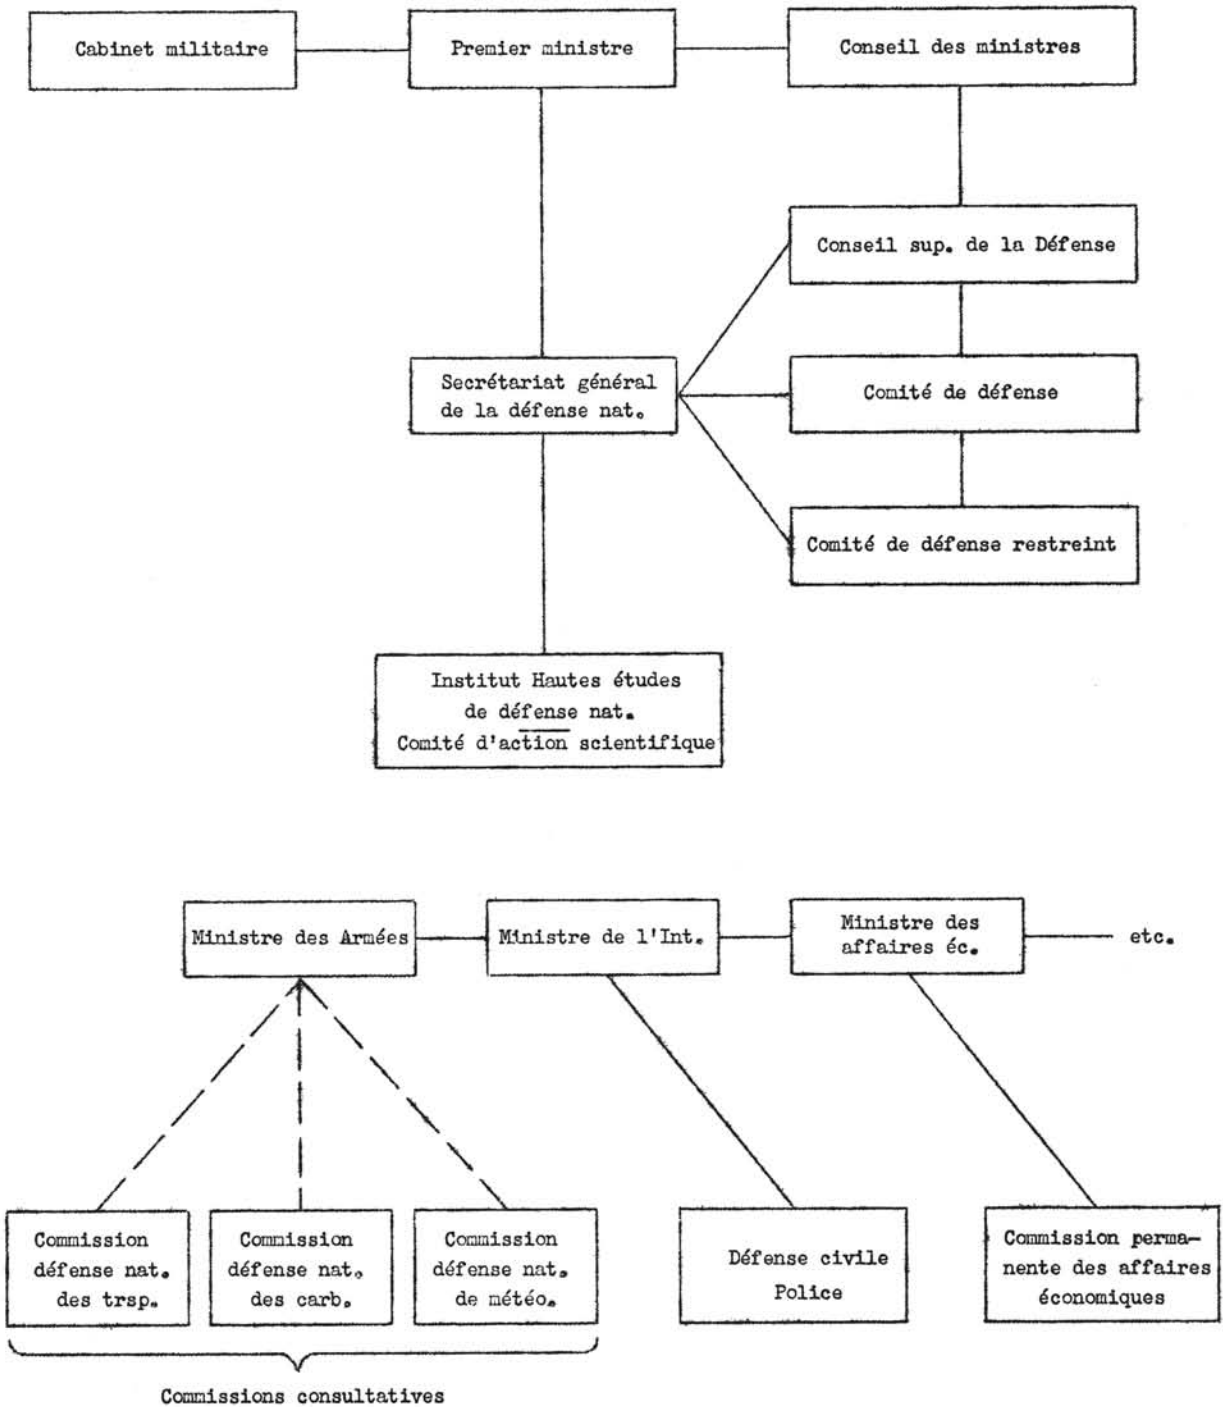 Cabinet militaire
Premier ministre
Conseil des ministres
Conseil sup. de la Défense
Secrétariat général
de la défense nat.
Comité de défense
Comité de défense restreint
Institut Hautes études
de défense nat.
Comité d'action scientifique
Ministre des Armées
Ministre de l'Int.
Ministre des
affaires éc.
etc.
Commission
défense nat.
des trsp.
Commission
défense nat.
des carb.
Commission
défense nat.
de météo.
Défense civile
Police
Commission perma-
nente des affaires
économiques
Commissions consultatives